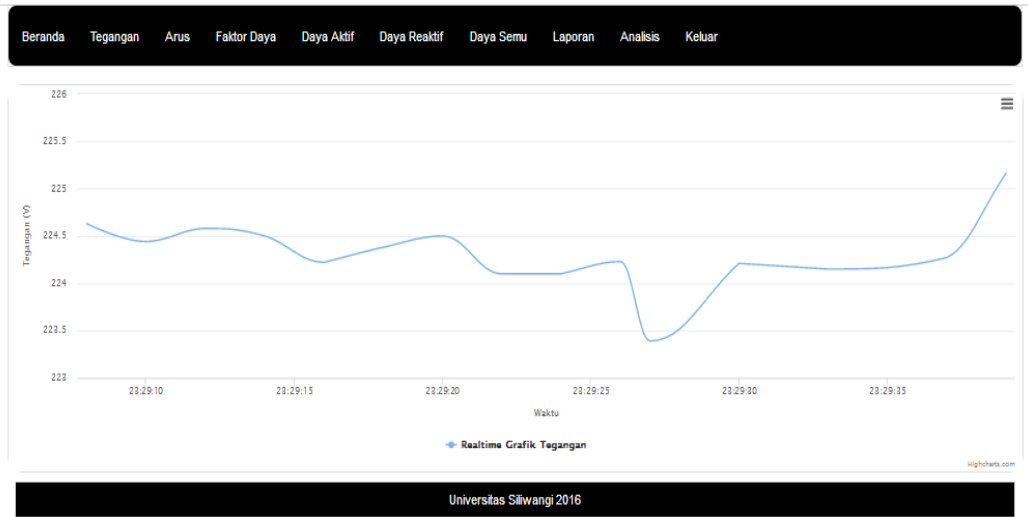 Beranda Tegangan Arus Faktor Daya Daya Aktif Daya Reaktif Daya Semu Laporan Analisis Keluar
226
225.5
225
224.5
224
223.5
223
Tegangan (V)
23:29:10 23:29:15 23:29:20 23:29:25 23:29:30 23:29:35
Waktu
Realtime Grafik Tegangan
Highcharts.com
Universitas Siliwangi 2016